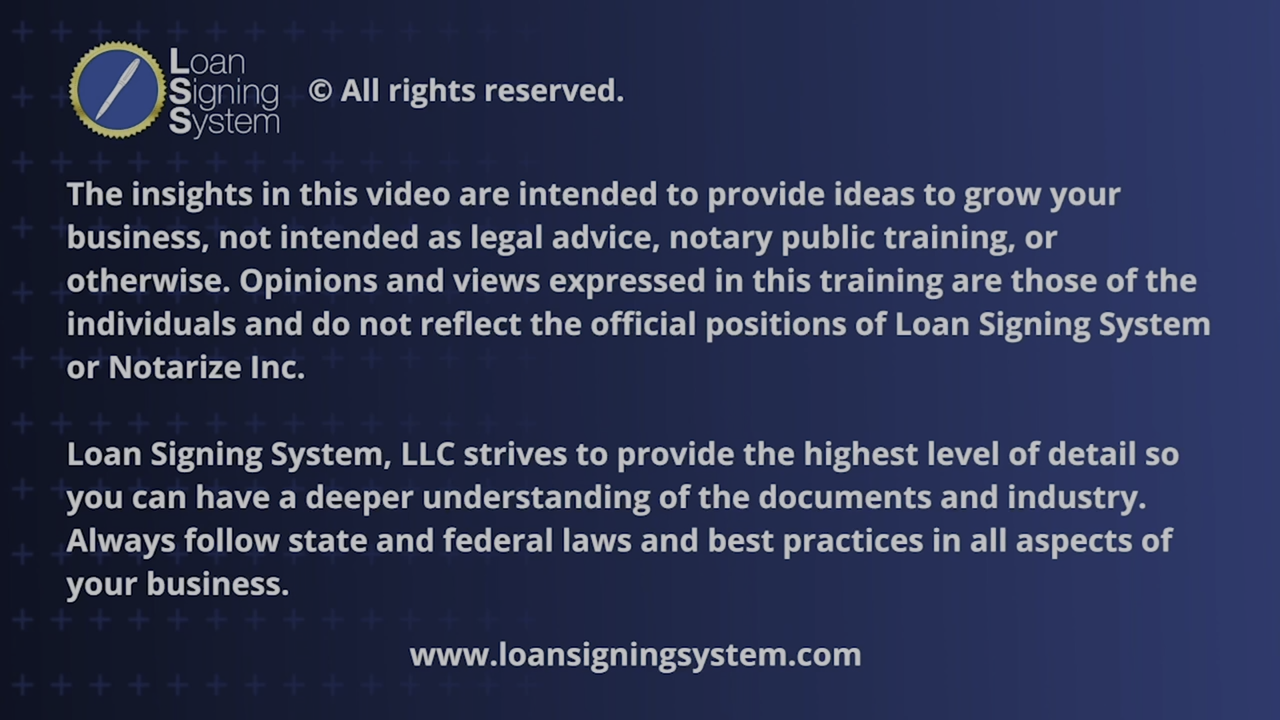 Loan
Signing
System
© All rights reserved.
The insights in this video are intended to provide ideas to grow your
business, not intended as legal advice, notary public training, or
otherwise. Opinions and views expressed in this training are those of the
individuals and do not reflect the official positions of Loan Signing System
or Notarize Inc.
Loan Signing System, LLC strives to provide the highest level of detail so
you can have a deeper understanding of the documents and industry.
Always follow state and federal laws and best practices in all aspects of
your business.
www.loansigningsystem.com